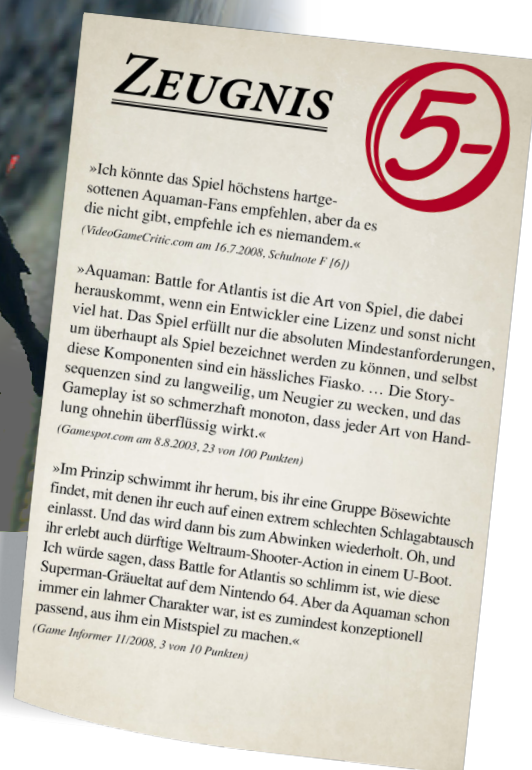 ZEUGNIS
5-
»Ich könnte das Spiel höchstens hartge-
sottenen Aquaman-Fans empfehlen, aber da es
die nicht gibt, empfehle ich es niemandem.«
(VideoGameCritic.com am 16.7.2008, Schulnote F [6])
»Aquaman: Battle for Atlantis ist die Art von Spiel, die dabei
herauskommt, wenn ein Entwickler eine Lizenz und sonst nicht
viel hat. Das Spiel erfüllt nur die absoluten Mindestanforderungen,
um überhaupt als Spiel bezeichnet werden zu können, und selbst
diese Komponenten sind ein hässliches Fiasko. … Die Story-
sequenzen sind zu langweilig, um Neugier zu wecken, und das
Gameplay ist so schmerzhaft monoton, dass jeder Art von Hand-
lung ohnehin überflüssig wirkt.«
(Gamespot.com am 8.8.2003, 23 von 100 Punkten)
»Im Prinzip schwimmt ihr herum, bis ihr eine Gruppe Bösewichte
findet, mit denen ihr euch auf einen extrem schlechten Schlagabtausch
einlasst. Und das wird dann bis zum Abwinken wiederholt. Oh, und
ihr erlebt auch dürftige Weltraum-Shooter-Action in einem U-Boot.
Ich würde sagen, dass Battle for Atlantis so schlimm ist, wie diese
Superman-Gräueltat auf dem Nintendo 64. Aber da Aquaman schon
immer ein lahmer Charakter war, ist es zumindest konzeptionell
passend, aus ihm ein Mistspiel zu machen.«
(Game Informer 11/2008, 3 von 10 Punkten)